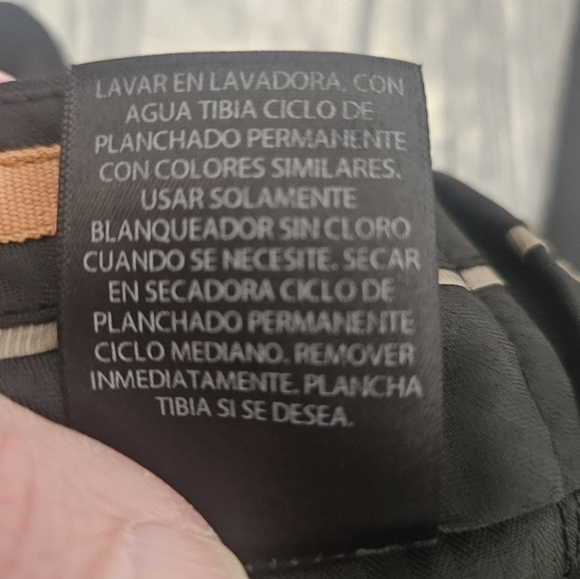 LAVAR EN LAVADORA, CON
AGUA TIBIA CICLO DE
PLANCHADO PERMANENTE
CON COLORES SIMILARES.
USAR SOLAMENTE
BLANQUEADOR SIN CLORO
CUANDO SE NECESITE. SECAR
EN SECADORA CICLO DE
PLANCHADO PERMANENTE
CICLO MEDIANO. REMOVER
INMEDIATAMENTE. PLANCHA
TIBIA SI SE DESEA.